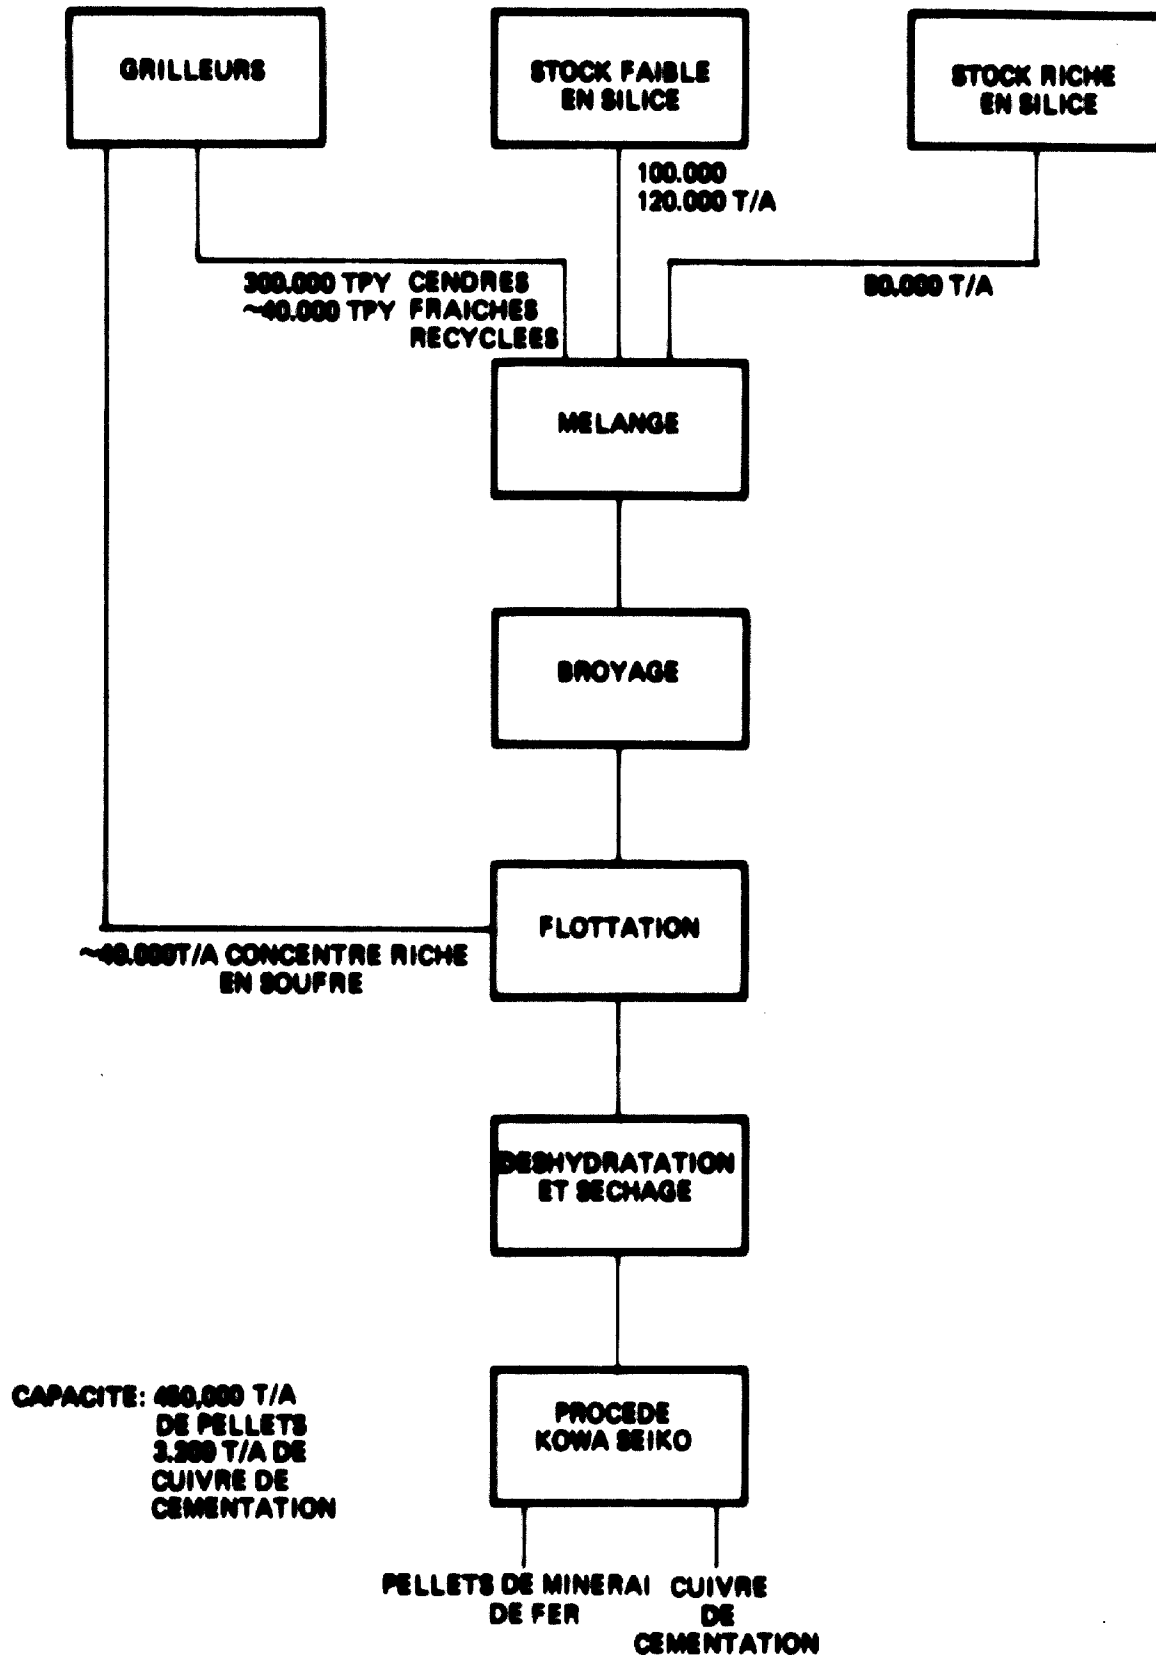 GRILLEURS
STOCK FAIBLE
EN SILICE
STOCK RICHE
EN SILICE
100.000
120.000 T/A
300.000 TPY CENDRES
~40.000 TPY FRAICHES
RECYCLEES
T/A
MELANGE
BROYAGE
FLOTTATION
~40.000T/A CONCENTRE RICHE
EN SOUFRE
DESHYDRATATION
ET SECHAGE
CAPACITE: T/A
DE PELLETS
T/A DE
CUIVRE DE
CEMENTATION
PROCEDE
KOWA SEIKO
PELLETS DE MINERAI
DE FER
CUIVRE
DE
CEMENTATION